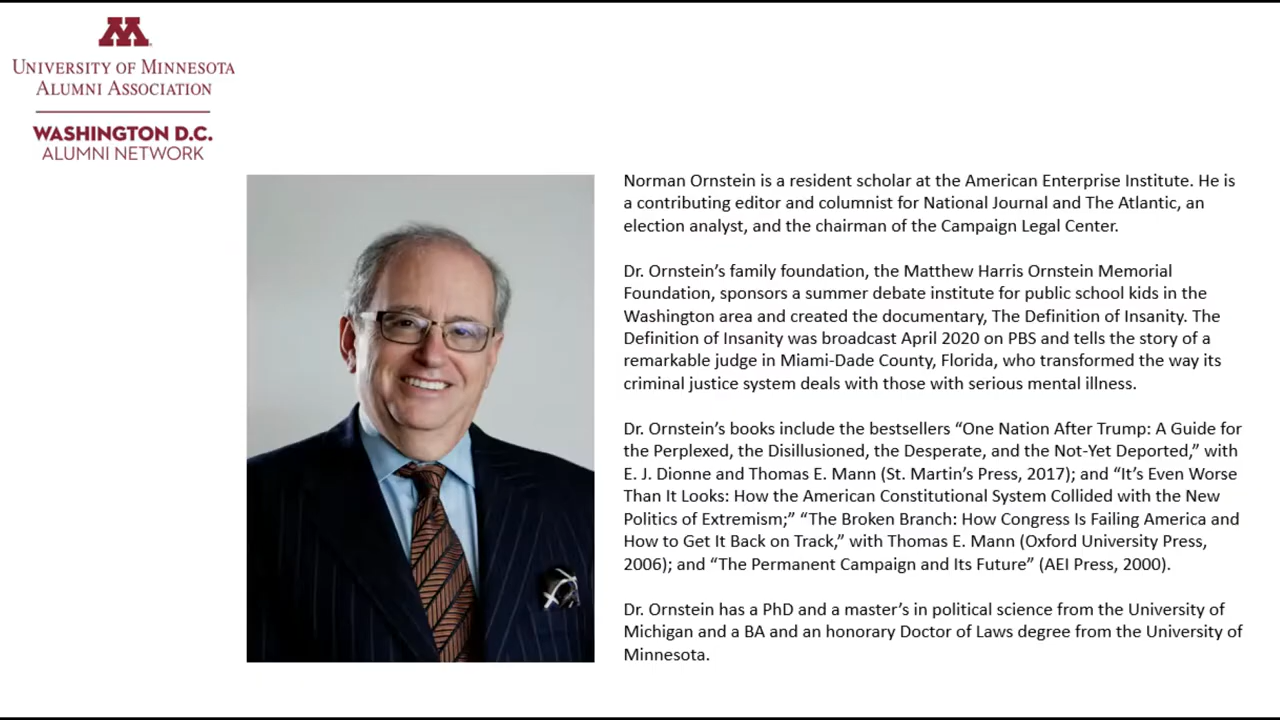 M
UNIVERSITY OF MINNESOTA
ALUMNI ASSOCIATION
WASHINGTON D.C.
ALUMNI NETWORK
Norman Ornstein is a resident scholar at the American Enterprise Institute. He is
a contributing editor and columnist for National Journal and The Atlantic, an
election analyst, and the chairman of the Campaign Legal Center.
Dr. Ornstein’s family foundation, the Matthew Harris Ornstein Memorial
Foundation, sponsors a summer debate institute for public school kids in the
Washington area and created the documentary, The Definition of Insanity. The
Definition of Insanity was broadcast April 2020 on PBS and tells the story of a
remarkable judge in Miami-Dade County, Florida, who transformed the way its
criminal justice system deals with those with serious mental illness.
Dr. Ornstein’s books include the bestsellers “One Nation After Trump: A Guide for
the Perplexed, the Disillusioned, the Desperate, and the Not-Yet Deported,” with
E. J. Dionne and Thomas E. Mann (St. Martin’s Press, 2017); and “It’s Even Worse
Than It Looks: How the American Constitutional System Collided with the New
Politics of Extremism;” “The Broken Branch: How Congress Is Failing America and
How to Get It Back on Track,” with Thomas E. Mann (Oxford University Press,
2006); and “The Permanent Campaign and Its Future” (AEI Press, 2000).
Dr. Ornstein has a PhD and a master’s in political science from the University of
Michigan and a BA and an honorary Doctor of Laws degree from the University of
Minnesota.